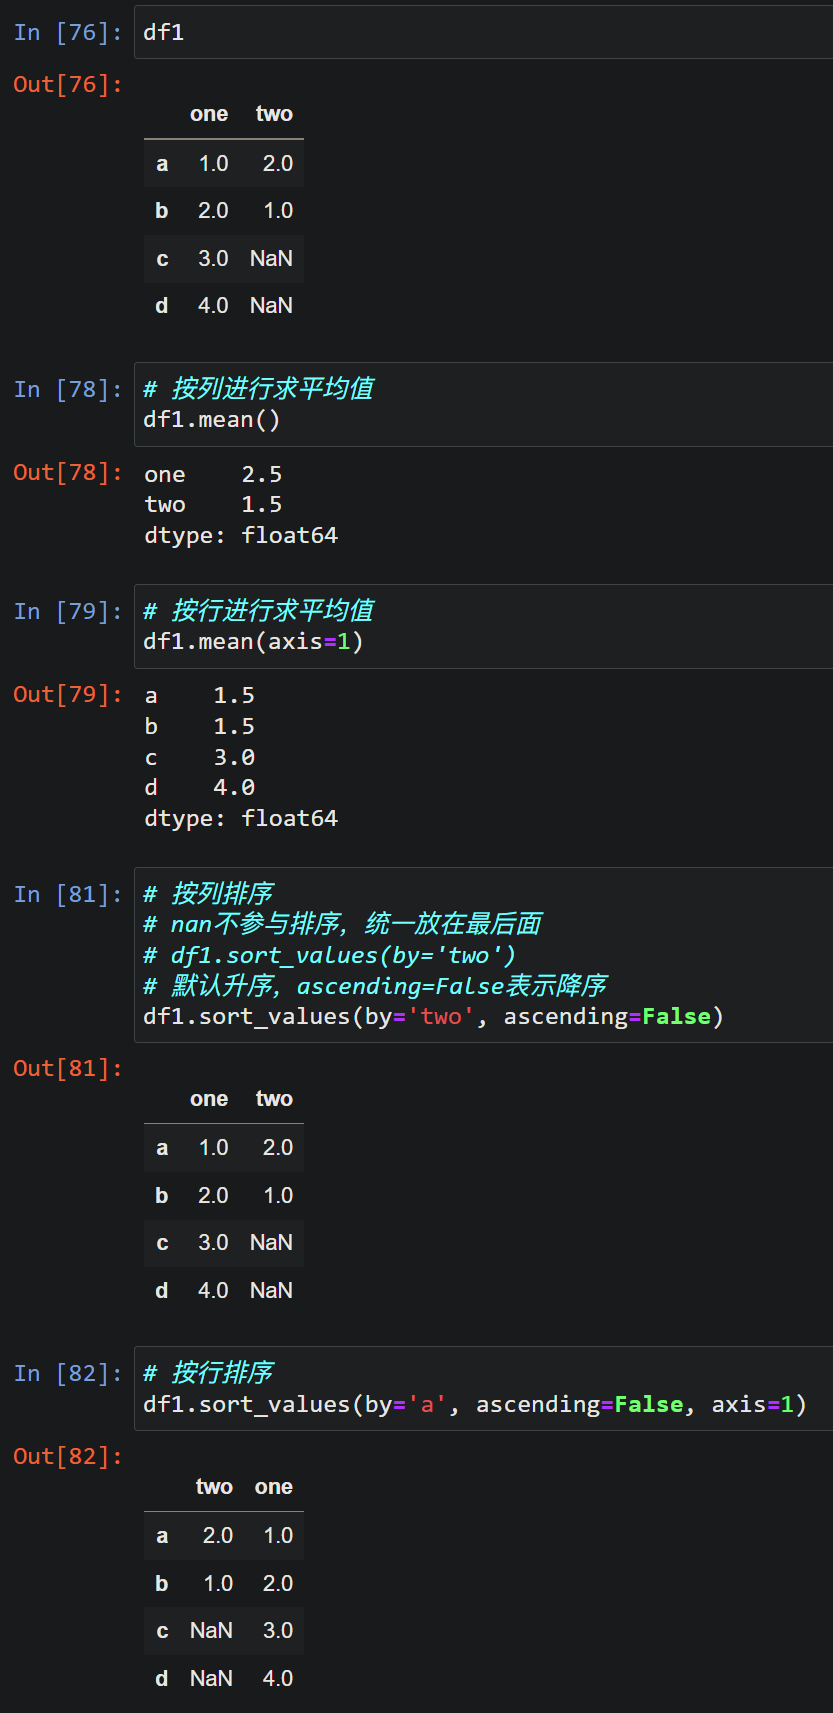 In [76]: df1
Out[76]:
one two
a 1.0 2.0
b 2.0 1.0
c 3.0 NaN
d 4.0 NaN
In [78]: # 按列进行求平均值
df1.mean()
Out[78]: one 2.5
two 1.5
dtype: float64
In [79]: # 按行进行求平均值
df1.mean(axis=1)
Out[79]: a 1.5
b 1.5
c 3.0
d 4.0
dtype: float64
In [81]: # 按列排序
# nan不参与排序，统一放在最后面
# df1.sort_values(by='two')
# 默认升序，ascending=False表示降序
df1.sort_values(by='two', ascending=False)
Out[81]:
one two
a 1.0 2.0
b 2.0 1.0
c 3.0 NaN
d 4.0 NaN
In [82]: # 按行排序
df1.sort_values(by='a', ascending=False, axis=1)
Out[82]:
two one
a 2.0 1.0
b 1.0 2.0
c NaN 3.0
d NaN 4.0